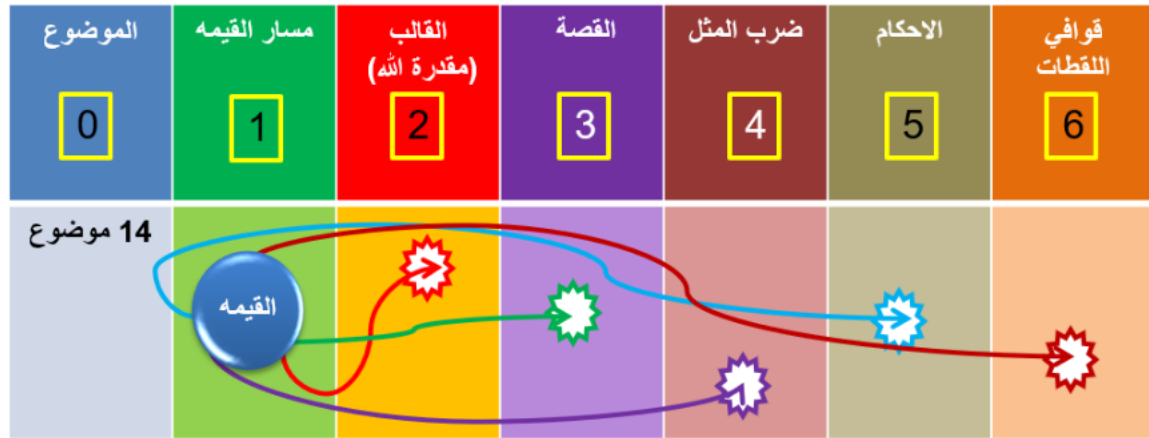 الموضوع
0
مسار القيمه
1
القالب
(مقدرة الله)
2
القصة
3
ضرب المثل
4
الاحكام
5
قوافي
اللقطات
6
14 موضوع
القيمه